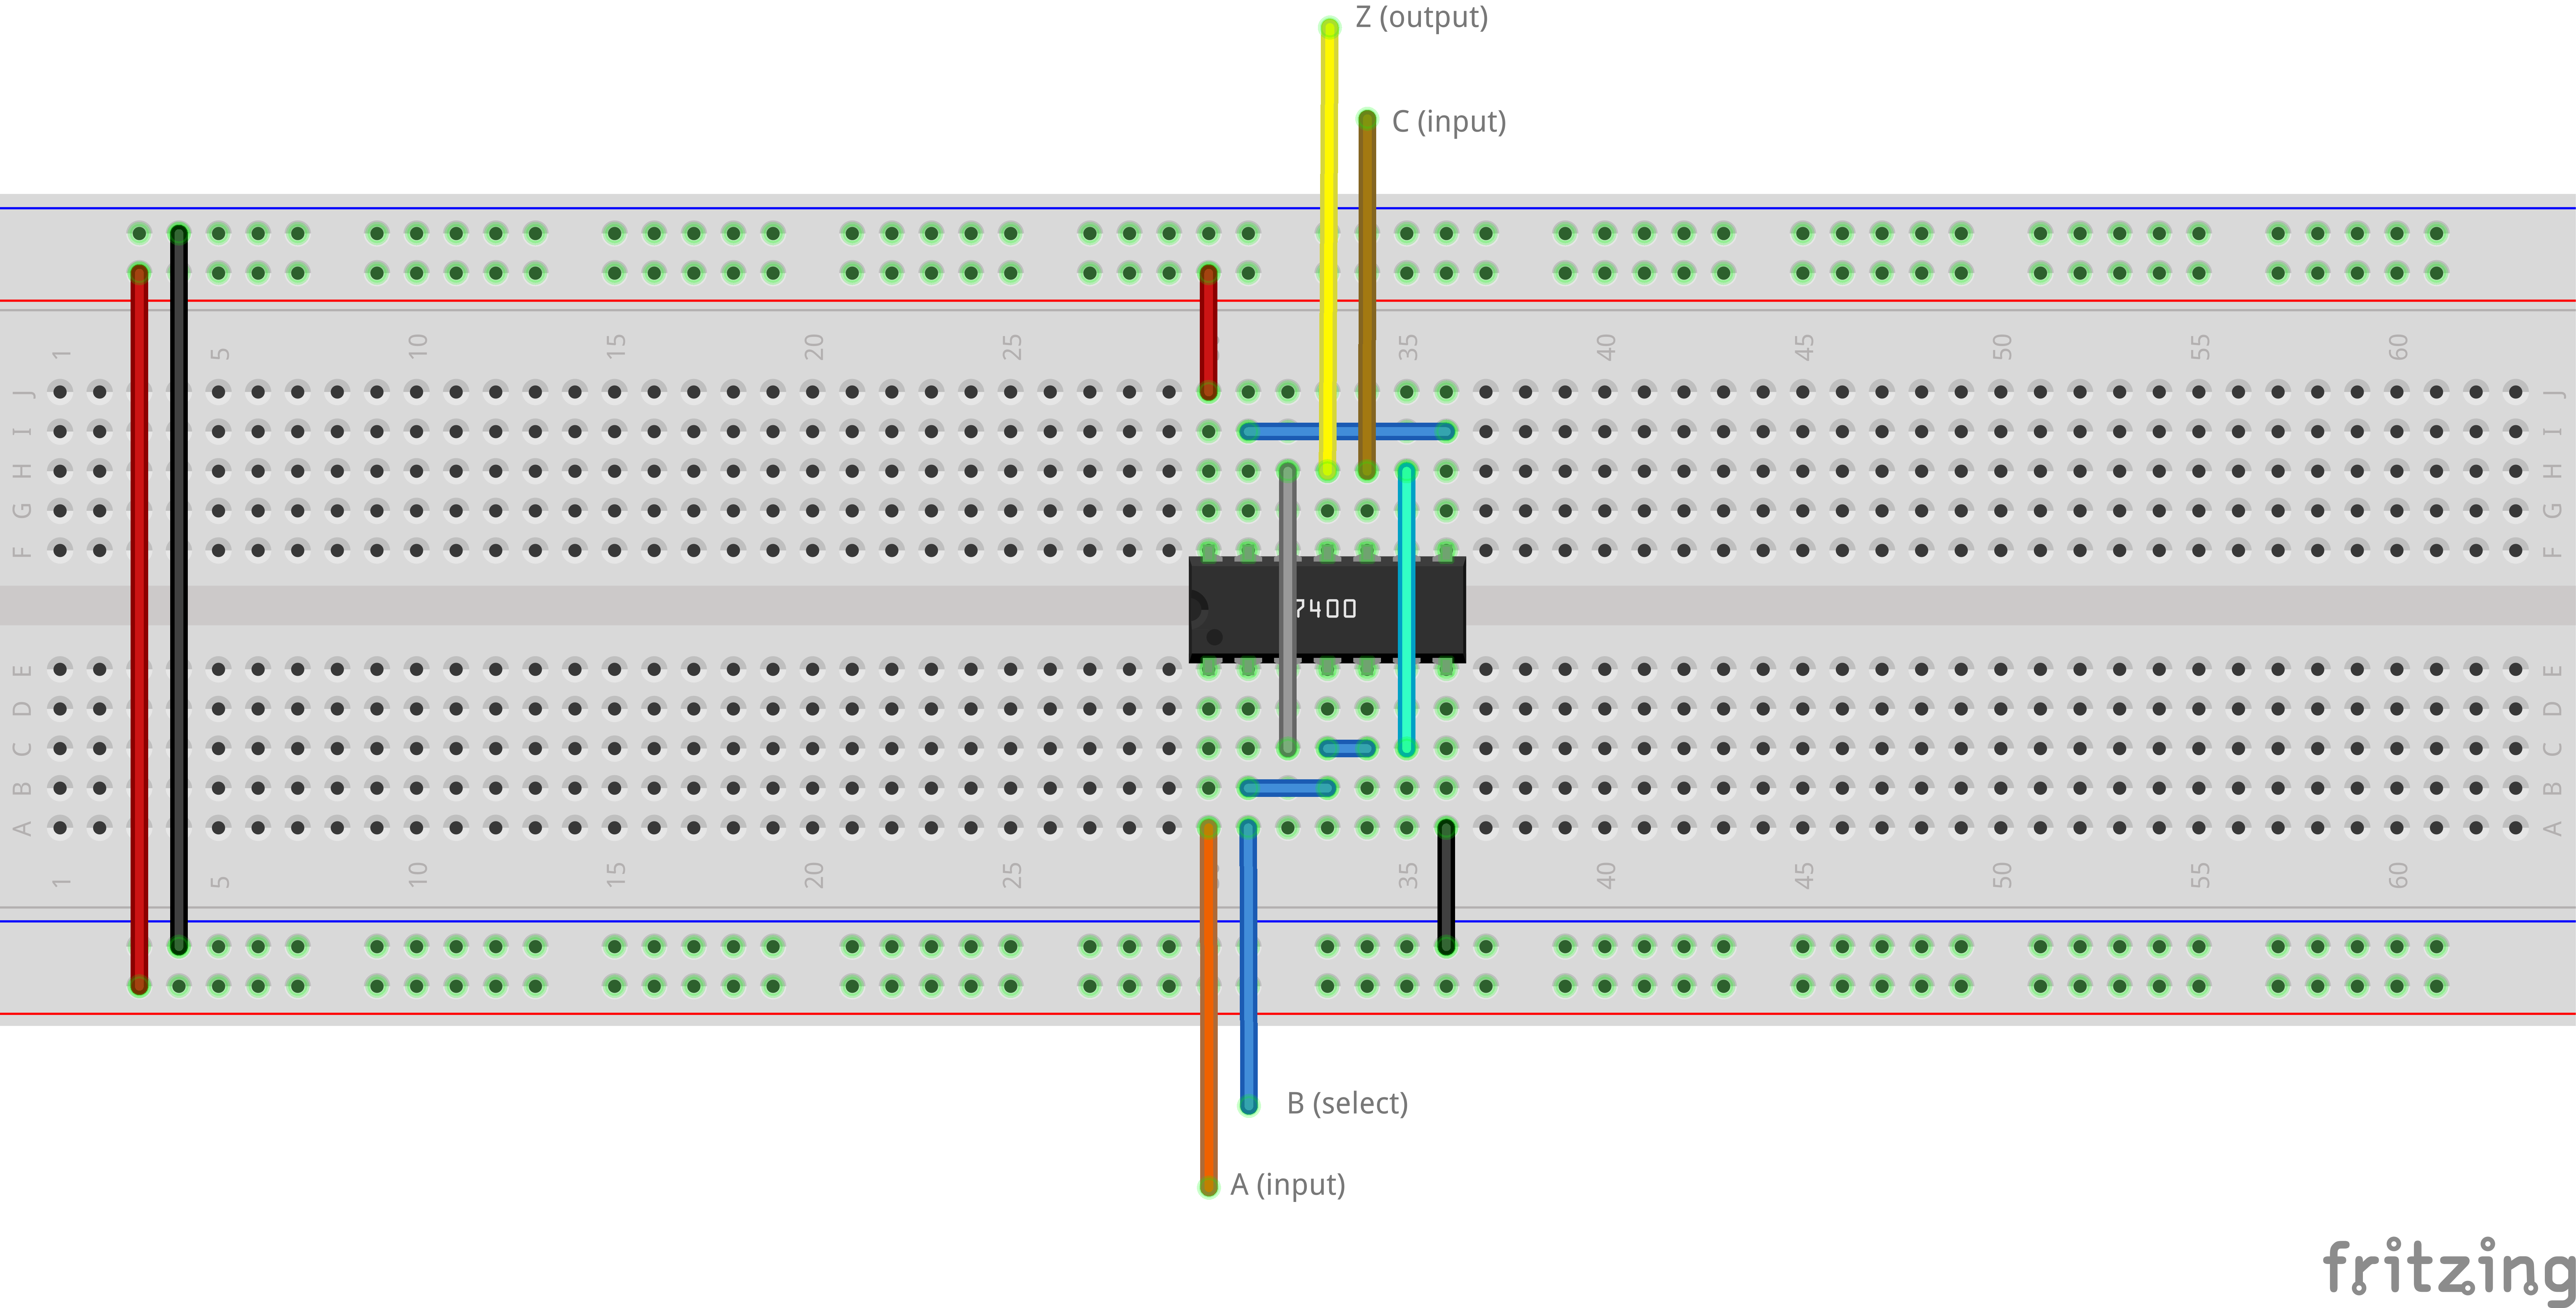 Z (output)
C (input)
1 5 10 15 20 25 35 40 45 50 55 60
J J
I I
H H
G G
F F
7400
E E
D D
C C
B B
A A
1 5 10 15 20 25 35 40 45 50 55 60
B (select)
A (input)
fritzing